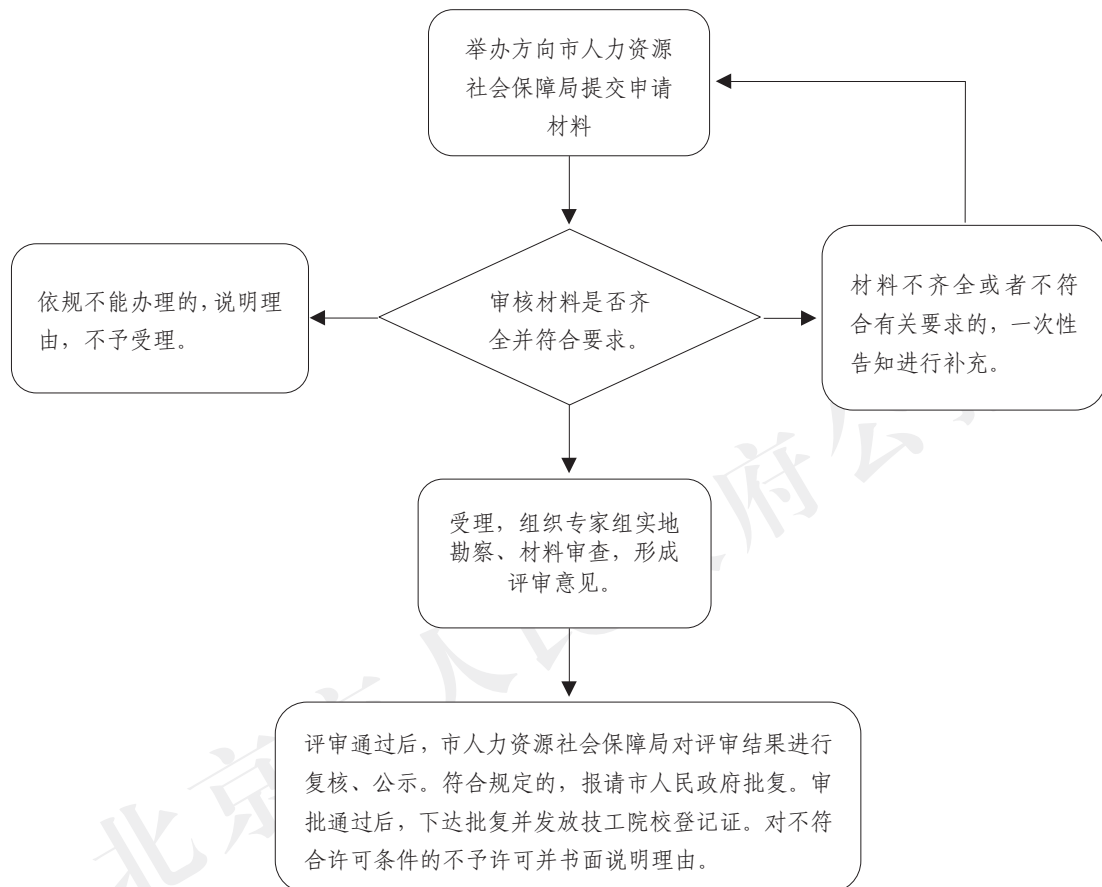 举办方向市人力资源
社会保障局提交申请
材料
依规不能办理的，说明理
由，不予受理。
审核材料是否齐
全并符合要求。
材料不齐全或者不符
合有关要求的，一次性
告知进行补充。
受理，组织专家组实地
勘察、材料审查，形成
评审意见。
评审通过后，市人力资源社会保障局对评审结果进行
复核、公示。符合规定的，报请市人民政府批复。审
批通过后，下达批复并发放技工院校登记证。对不符
合许可条件的不予许可并书面说明理由。